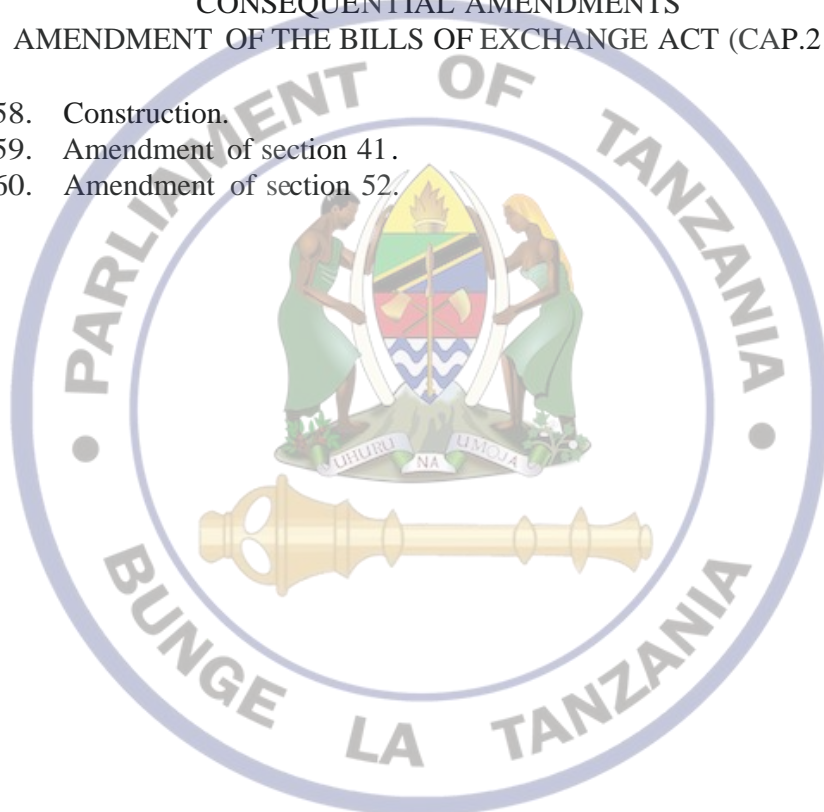 CONSEQUENTIAL AMENDMENTS
AMENDMENT OF THE BILLS OF EXCHANGE ACT (CAP.2
58. Construction.
59. Amendment of section 41.
60. Amendment of section 52.
PARLIAMENT OF TANZANIA
UHURU NA UMOJA
BUNGE LA TANZANIA